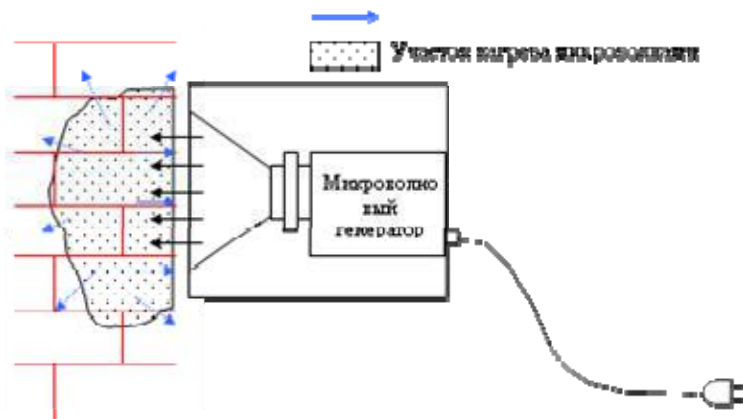 Участок нагрева микроволнами
Микроволно
вый
генератор